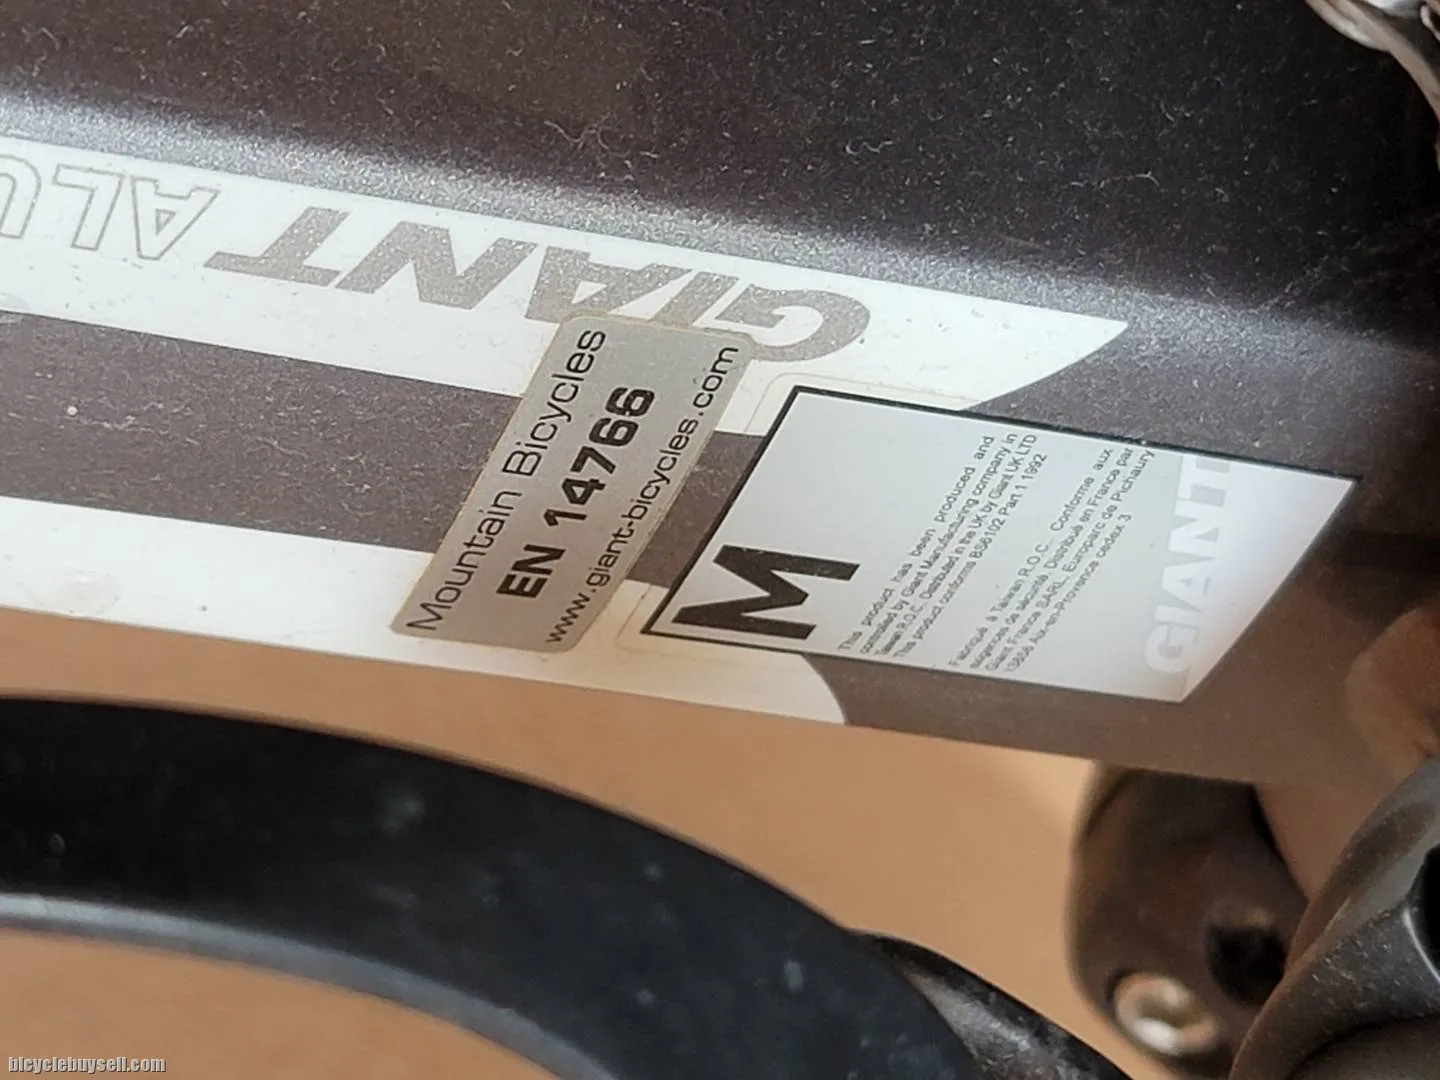 GIANT ALU
Mountain Bicycles
EN 14766
www.giant-bicycles.com
M
This product has been produced and
controlled by Giant Manufacturing company in
Taiwan R.O.C. Distributed in the UK by Giant UK LTD
This product conforms BS6102 Part 1 1992
Fabriqué à Taiwan R.O.C. Conforme aux
exigences de sécurité. Distribué en France par
Giant France SARL, Europarc de Pichaury
13856 Aix-en-Provence cedex 3
GIANT
bicyclebuysell.com